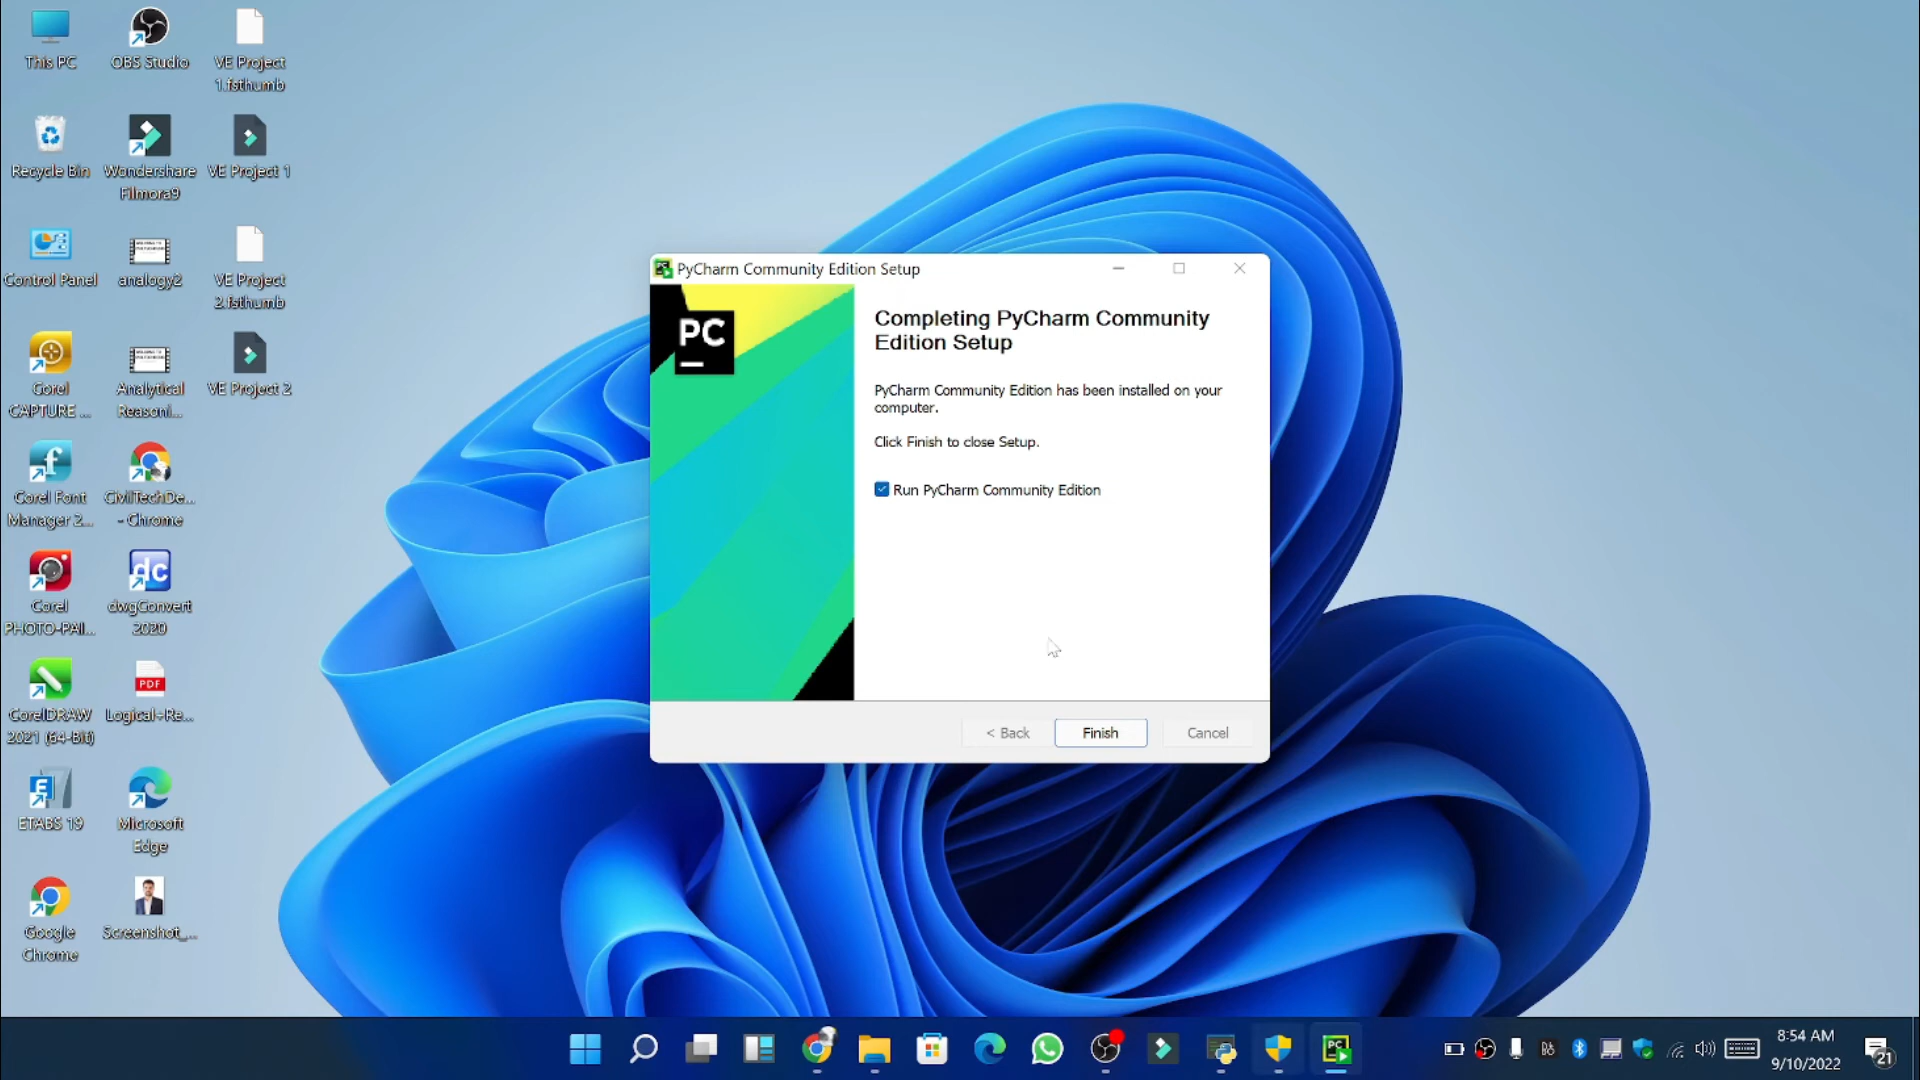 This PC
OBS Studio
VE Project
1.fsthumb
Recycle Bin
Wondershare
Filmora9
VE Project 1
Control Panel
analogy2
VE Project
2.fsthumb
Corel
CAPTURE ...
Analytical
Reasoni...
VE Project 2
Corel Font
Manager 2...
CivilTechDe...
- Chrome
Corel
PHOTO-PAI...
dwgConvert
2020
CorelDRAW
2021 (64-Bit)
PDF
Logical-Re...
ETABS 19
Microsoft
Edge
Google
Chrome
Screenshot_...
PyCharm Community Edition Setup
PC
Completing PyCharm Community
Edition Setup
PyCharm Community Edition has been installed on your
computer.
Click Finish to close Setup.
Run PyCharm Community Edition
< Back
Finish
Cancel
8:54 AM
9/10/2022
21